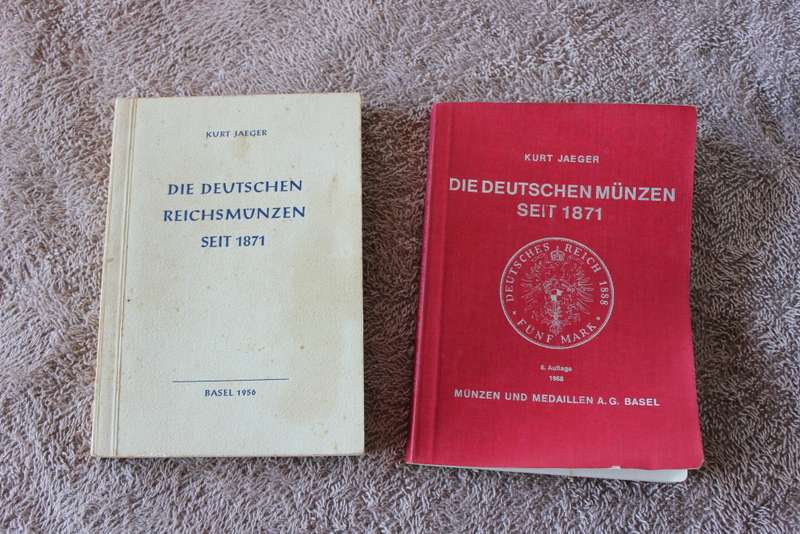 KURT JAEGER
DIE DEUTSCHEN
REICHSMÜNZEN
SEIT 1871
BASEL 1956
KURT JAEGER
DIE DEUTSCHEN MÜNZEN
SEIT 1871
DEUTSCHES REICH 1888
* FÜNF MARK *
6. Auflage
1968
MÜNZEN UND MEDAILLEN A.G. BASEL